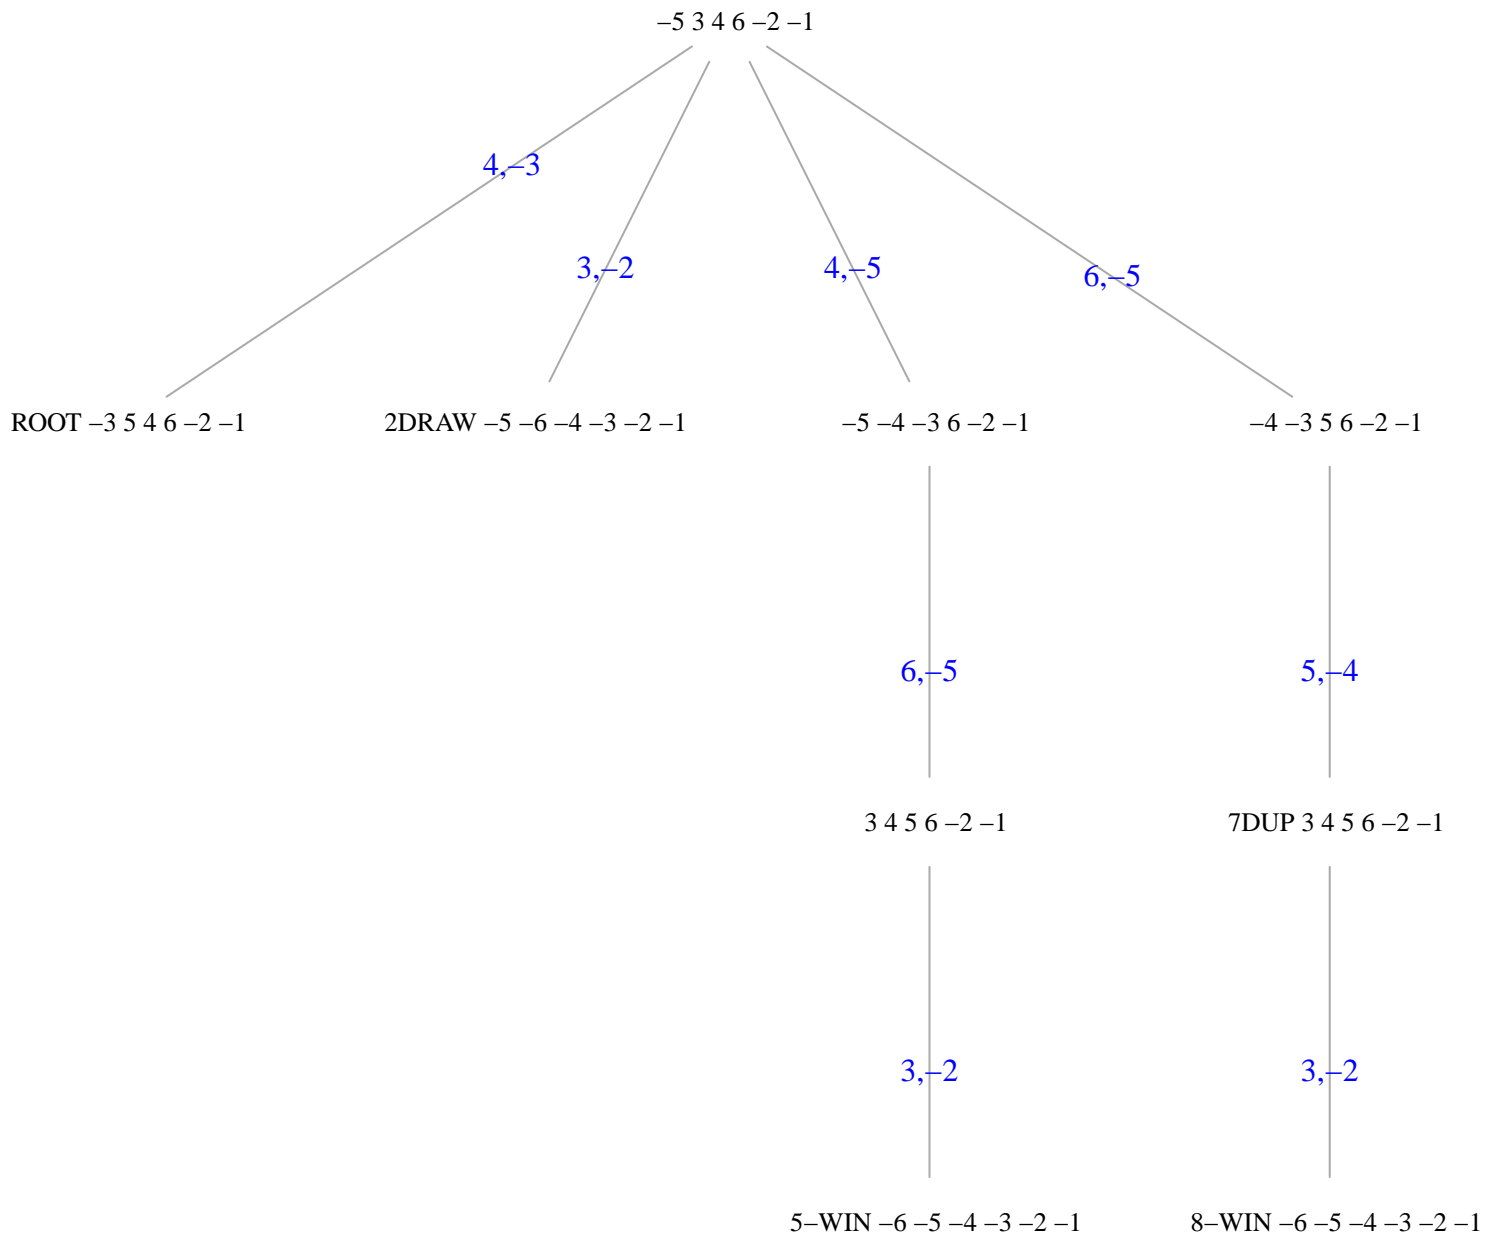 –5 3 4 6 –2 –1
4,–3
3,–2
4,–5
6,–5
ROOT –3 5 4 6 –2 –1
2DRAW –5 –6 –4 –3 –2 –1
–5 –4 –3 6 –2 –1
–4 –3 5 6 –2 –1
6,–5
5,–4
3 4 5 6 –2 –1
7DUP 3 4 5 6 –2 –1
3,–2
3,–2
5–WIN –6 –5 –4 –3 –2 –1
8–WIN –6 –5 –4 –3 –2 –1